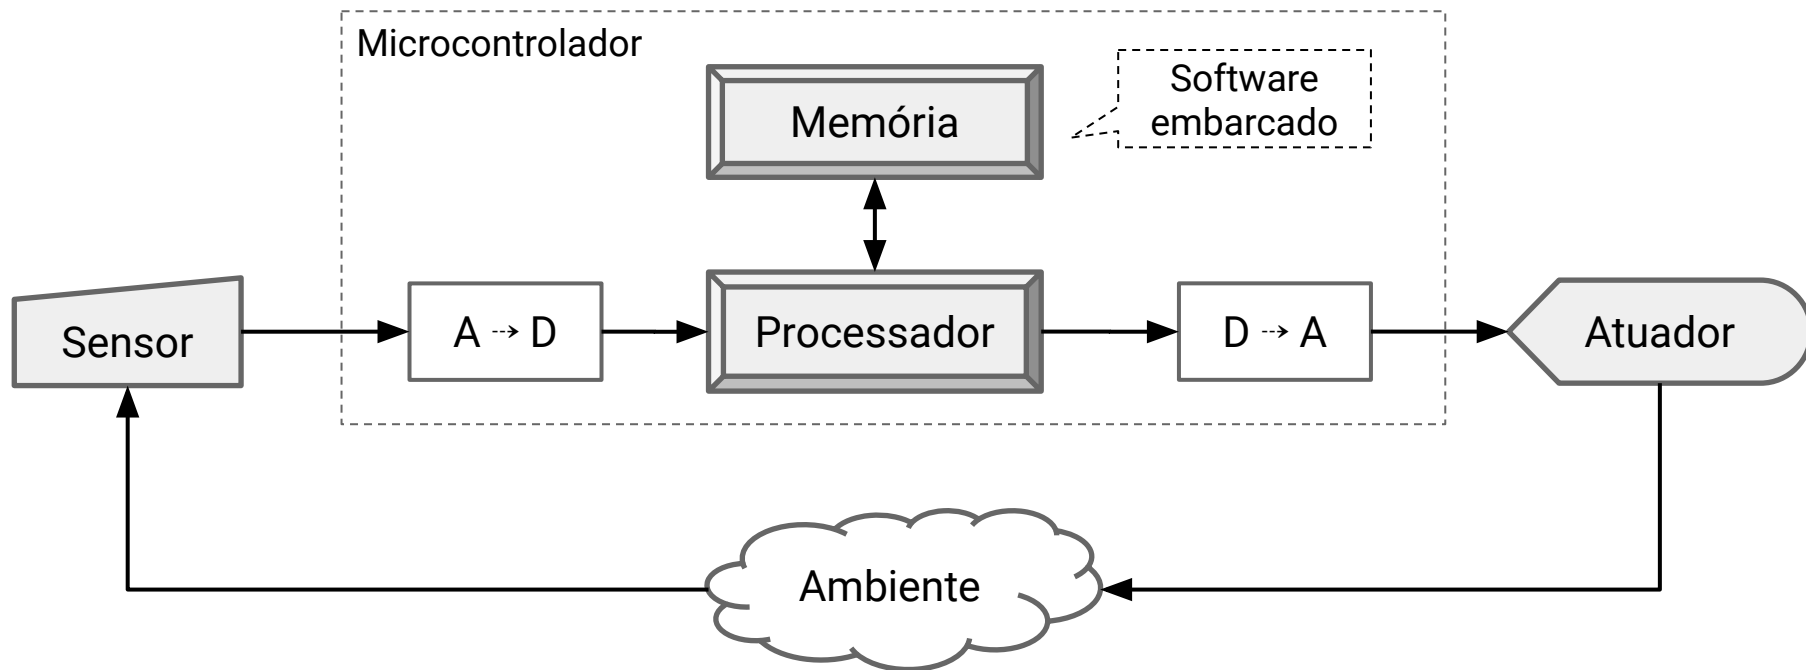 Microcontrolador
Software
embarcado
Memória
Sensor
A ⇢ D
Processador
D ⇢ A
Atuador
Ambiente